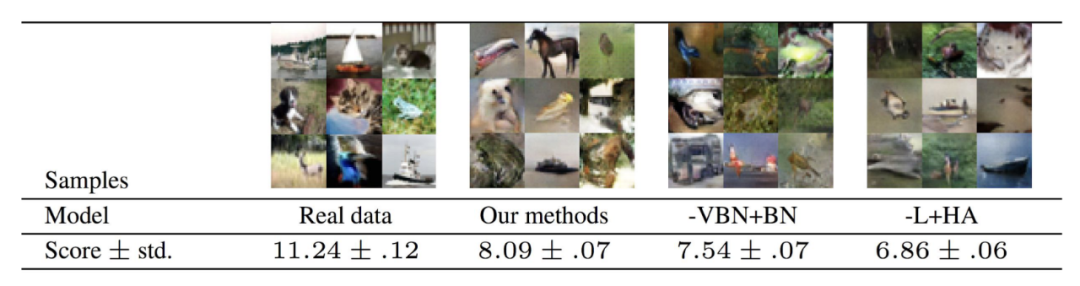 Samples
Model Real data Our methods -VBN+BN -L+HA
Score ± std. 11.24 ± .12 8.09 ± .07 7.54 ± .07 6.86 ± .06